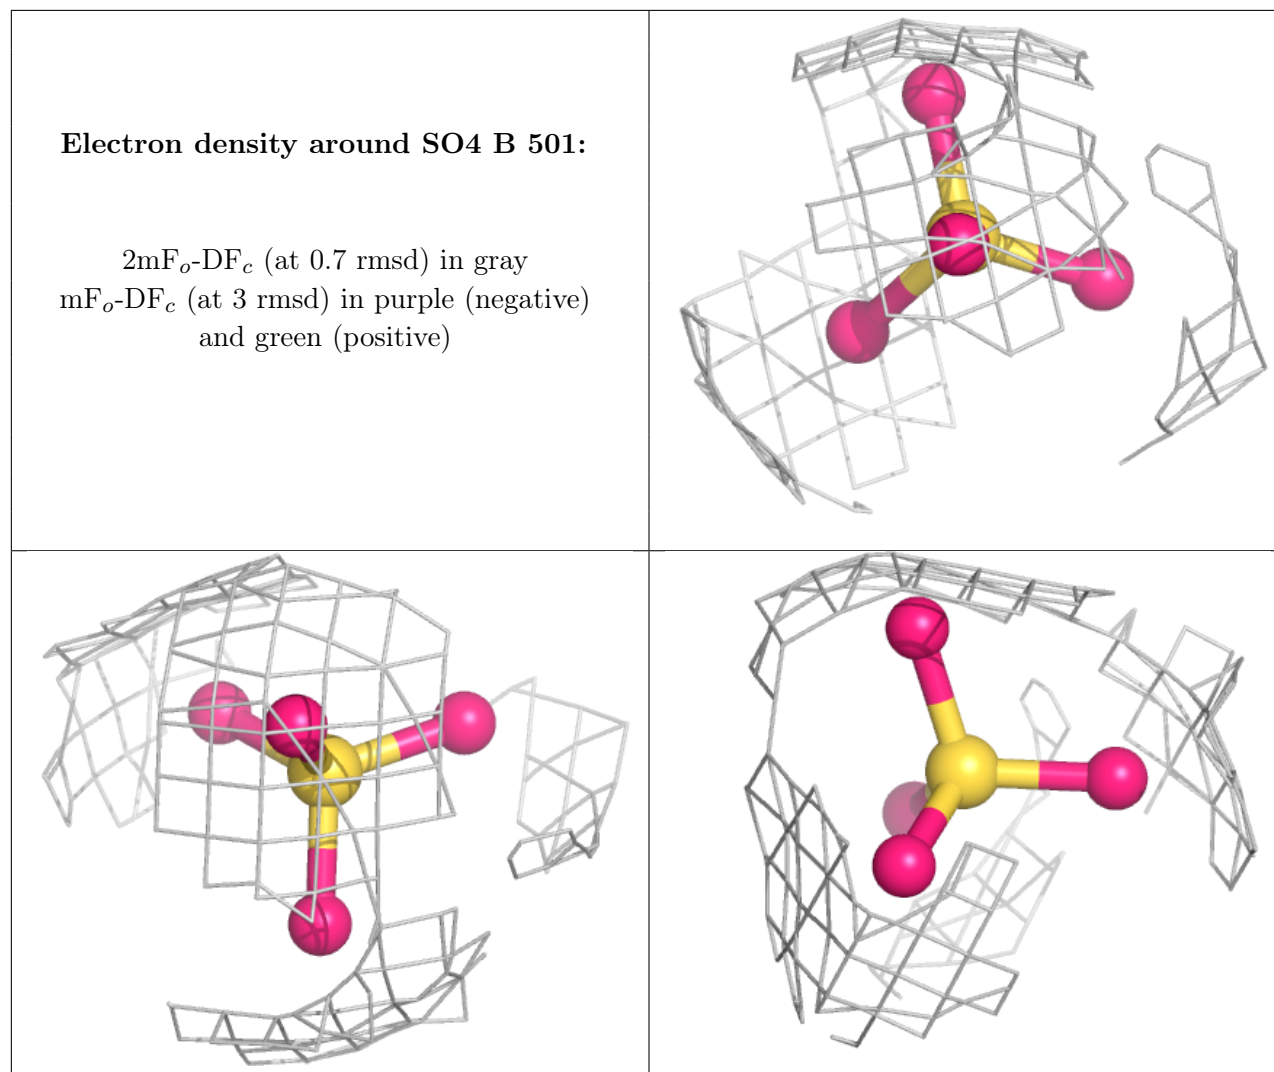 Electron density around SO4 B 501:
2mFₒ-DF𝒸 (at 0.7 rmsd) in gray
mFₒ-DF𝒸 (at 3 rmsd) in purple (negative)
and green (positive)